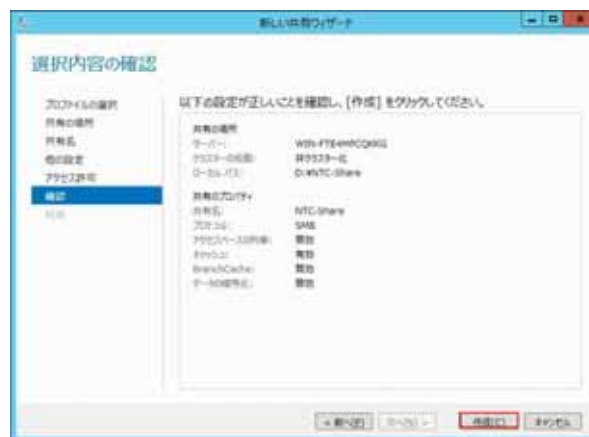 新しい共有ウィザード
選択内容の確認
プロファイルの選択
共有の場所
共有名
他の設定
アクセス許可
確認
結果
以下の設定が正しいことを確認し、[作成] をクリックしてください。
共有の場所
サーバー:
クラスターの役割: 非クラスター化
ローカル パス: D:¥NTC-Share
共有のプロパティ
共有名: NTC-Share
プロトコル: SMB
アクセスベースの列挙: 無効
キャッシュ: 有効
BranchCache: 無効
データの暗号化: 無効
< 前へ(P)
次へ(N) >
作成(C)
キャンセル